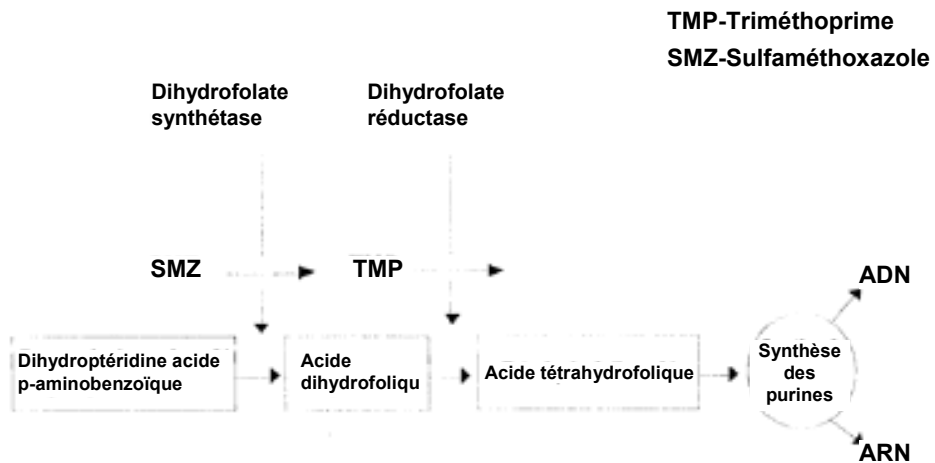 TMP-Triméthoprime
SMZ-Sulfaméthoxazole
Dihydrofolate
synthétase
Dihydrofolate
réductase
SMZ
TMP
ADN
Dihydroptéridine acide
p-aminobenzoïque
Acide
dihydrofoliqu
Acide tétrahydrofolique
Synthèse
des
purines
ARN